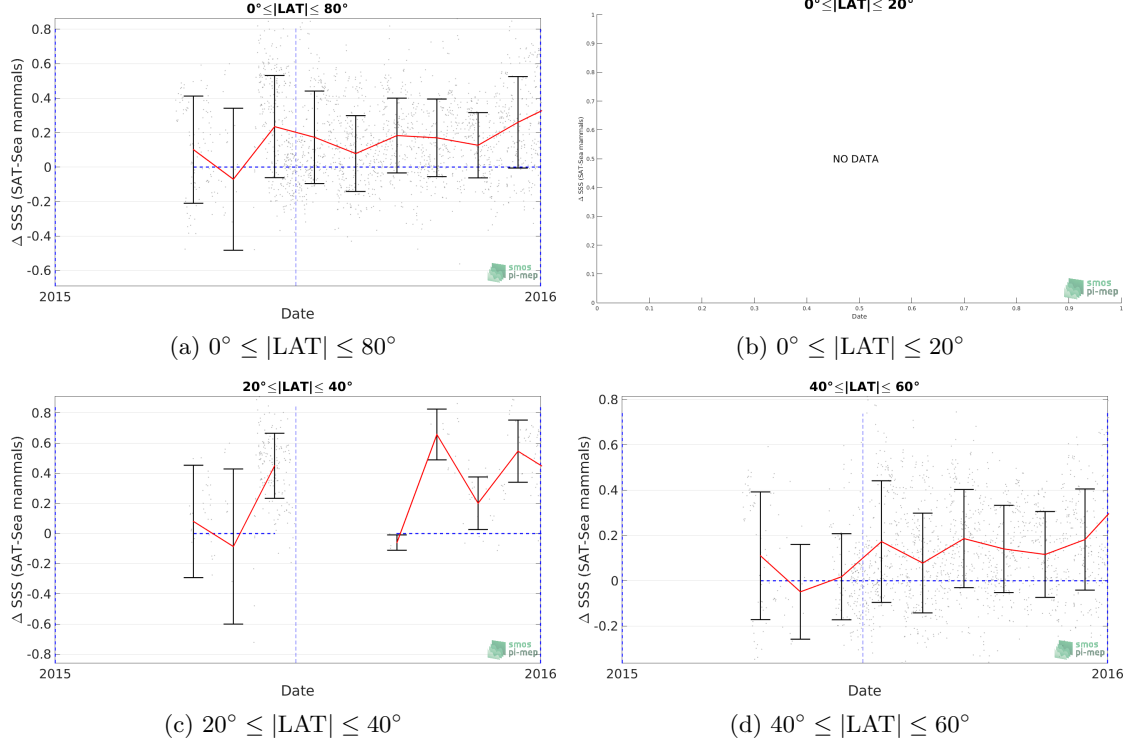 0°≤|LAT|≤ 80°
0.8
0.6
0.4
0.2
0
-0.2
-0.4
-0.6
Δ SSS (SAT-Sea mammals)
2015
2016
Date
smos
pi-mep
(a) 0° ≤ |LAT| ≤ 80°
0°≤|LAT|≤ 20°
1
0.9
0.8
0.7
0.6
0.5
0.4
0.3
0.2
0.1
0
Δ SSS (SAT-Sea mammals)
NO DATA
0 0.1 0.2 0.3 0.4 0.5 0.6 0.7 0.8 0.9 1
Date
smos
pi-mep
(b) 0° ≤ |LAT| ≤ 20°
20°≤|LAT|≤ 40°
0.8
0.6
0.4
0.2
0
-0.2
-0.4
-0.6
-0.8
Δ SSS (SAT-Sea mammals)
2015
2016
Date
smos
pi-mep
(c) 20° ≤ |LAT| ≤ 40°
40°≤|LAT|≤ 60°
0.8
0.6
0.4
0.2
0
-0.2
Δ SSS (SAT-Sea mammals)
2015
2016
Date
smos
pi-mep
(d) 40° ≤ |LAT| ≤ 60°